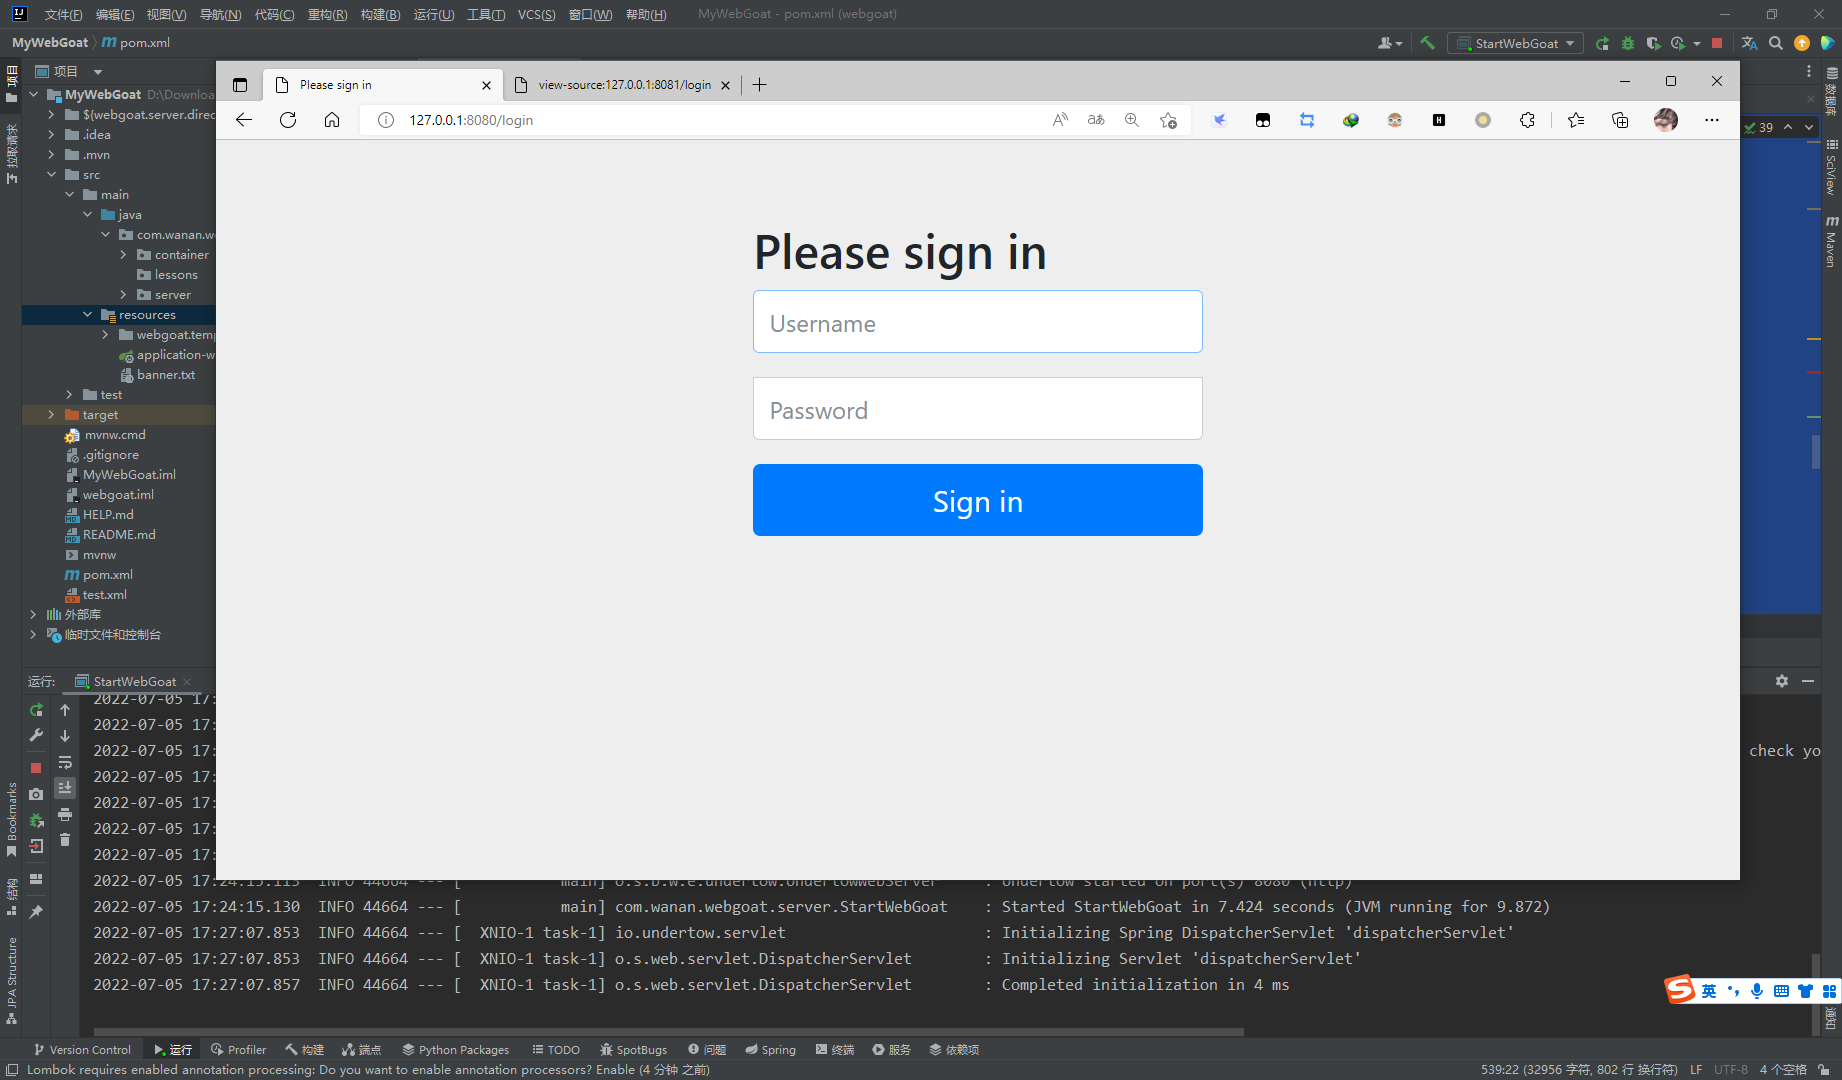 文件(F) 编辑(E) 视图(V) 导航(N) 代码(C) 重构(R) 构建(B) 运行(U) 工具(T) VCS(S) 窗口(W) 帮助(H) MyWebGoat - pom.xml (webgoat)
MyWebGoat pom.xml
StartWebGoat
项目
MyWebGoat D:\Downloa
${webgoat.server.direc
.idea
.mvn
src
main
java
com.wanan.w
container
lessons
server
resources
webgoat.temp
application-w
banner.txt
test
target
mvnw.cmd
.gitignore
MyWebGoat.iml
webgoat.iml
HELP.md
README.md
mvnw
pom.xml
test.xml
外部库
临时文件和控制台
项目
拉取请求
Bookmarks
结构
JPA Structure
Please sign in
view-source:127.0.0.1:8081/login
127.0.0.1:8080/login
Please sign in
Username
Password
Sign in
39
数据库
SciView
Maven
运行: StartWebGoat
2022-07-05 17:
2022-07-05 17:
2022-07-05 17: check yo
2022-07-05 17:
2022-07-05 17:
2022-07-05 17:
2022-07-05 17:
2022-07-05 17:24:15.115 INFO 44664 --- [ main] o.s.b.w.e.undertow.UndertowWebServer : Undertow started on port(s) 8080 (http)
2022-07-05 17:24:15.130 INFO 44664 --- [ main] com.wanan.webgoat.server.StartWebGoat : Started StartWebGoat in 7.424 seconds (JVM running for 9.872)
2022-07-05 17:27:07.853 INFO 44664 --- [ XNIO-1 task-1] io.undertow.servlet : Initializing Spring DispatcherServlet 'dispatcherServlet'
2022-07-05 17:27:07.853 INFO 44664 --- [ XNIO-1 task-1] o.s.web.servlet.DispatcherServlet : Initializing Servlet 'dispatcherServlet'
2022-07-05 17:27:07.857 INFO 44664 --- [ XNIO-1 task-1] o.s.web.servlet.DispatcherServlet : Completed initialization in 4 ms
英
Version Control 运行 Profiler 构建 端点 Python Packages TODO SpotBugs 问题 Spring 终端 服务 依赖项
Lombok requires enabled annotation processing: Do you want to enable annotation processors? Enable (4 分钟 之前)
539:22 (32956 字符, 802 行 换行符) LF UTF-8 4 个空格